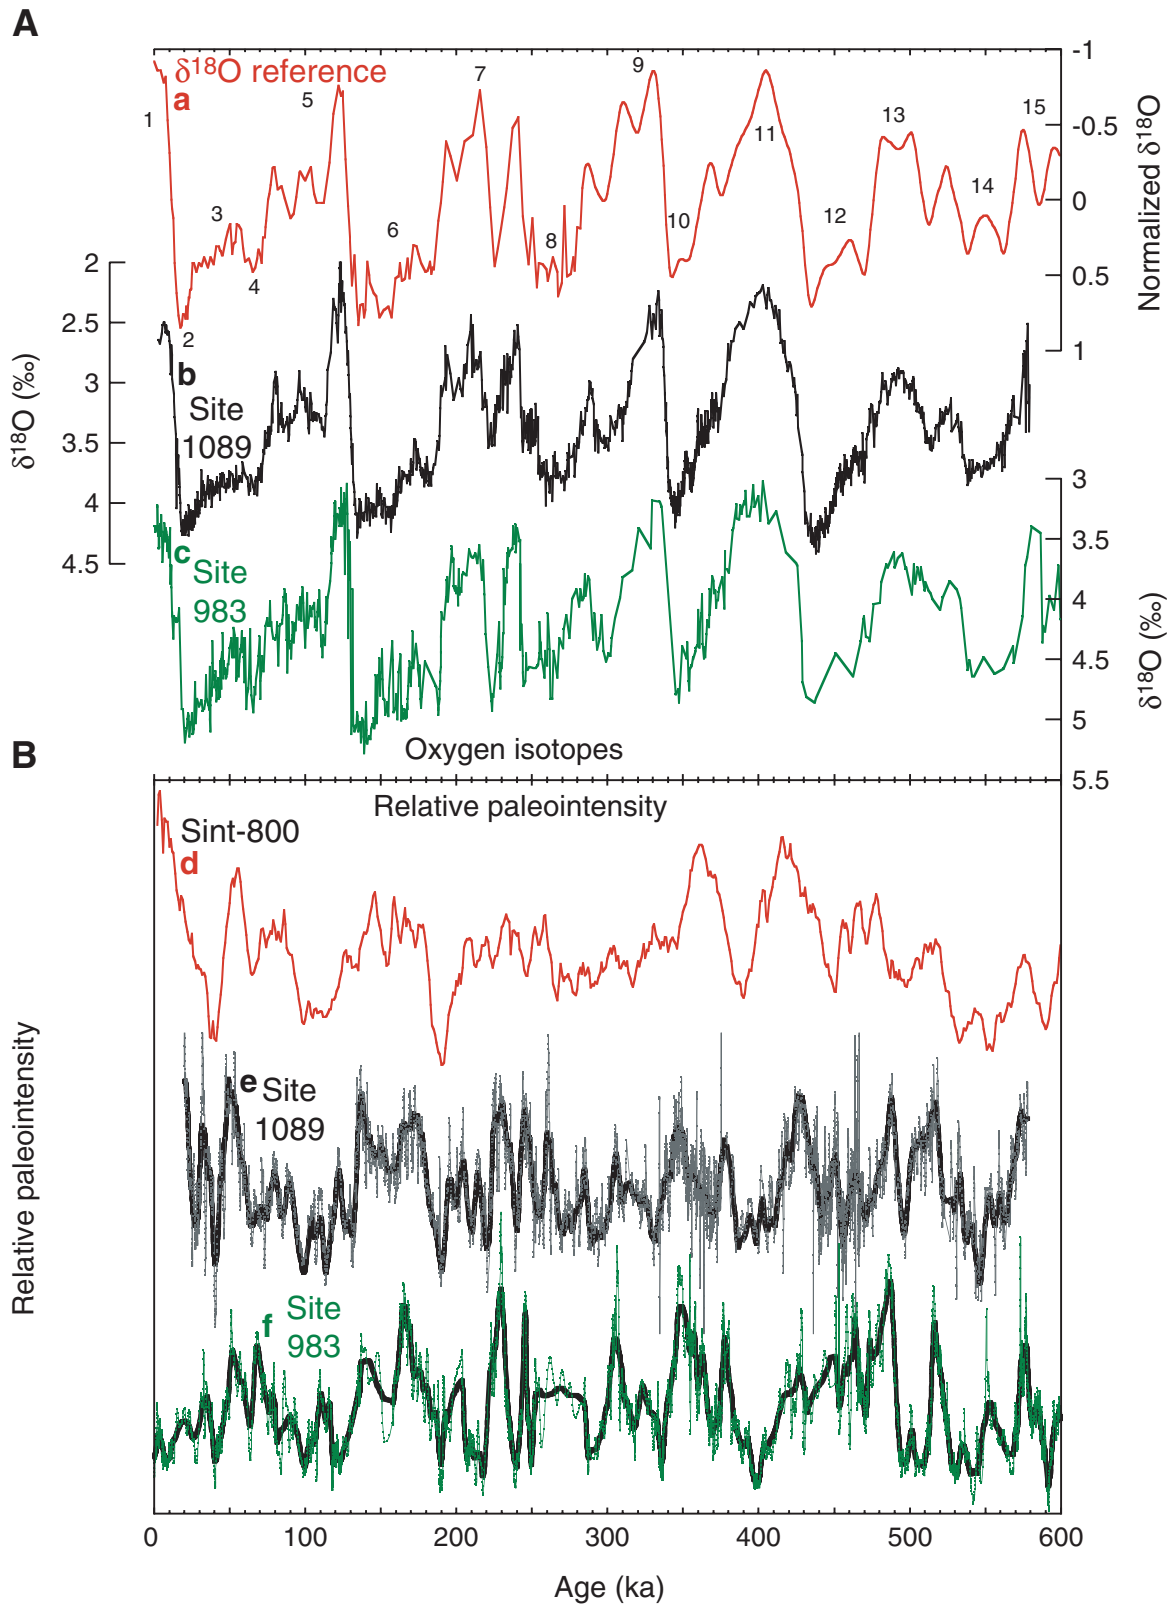 A
δ18O reference
a
1
2
3
4
5
6
7
8
9
10
11
12
13
14
15
-1
-0.5
0
0.5
1
Normalized δ18O
2
2.5
3
3.5
4
4.5
δ18O (‰)
b
Site
1089
c
Site
983
3
3.5
4
4.5
5
5.5
δ18O (‰)
Oxygen isotopes
B
Relative paleointensity
Sint-800
d
e Site
1089
f Site
983
Relative paleointensity
0 100 200 300 400 500 600
Age (ka)